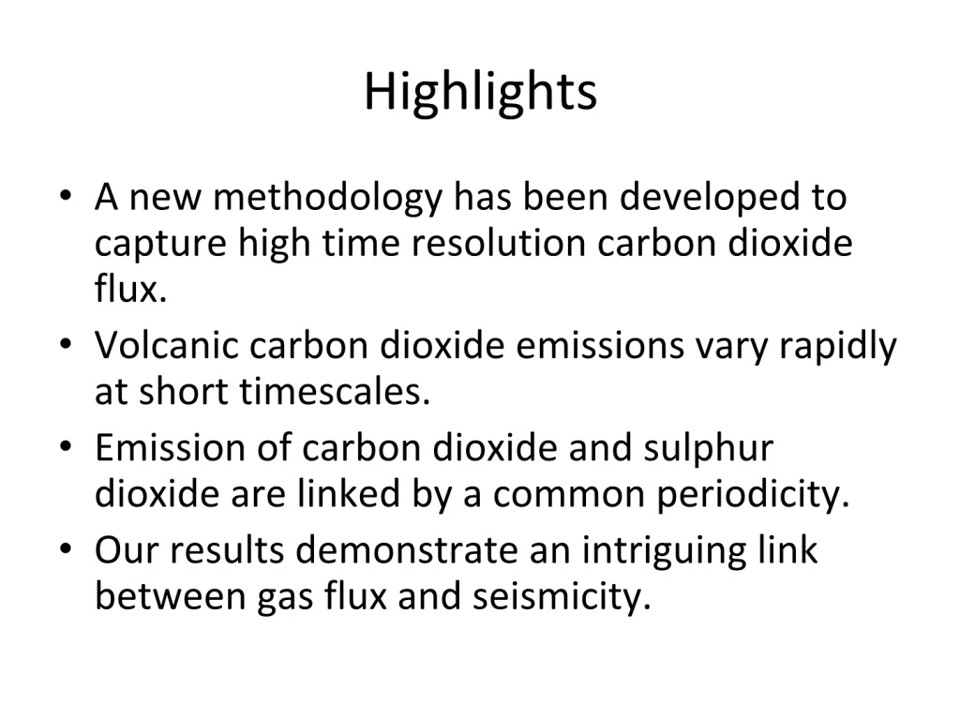 Highlights
• A new methodology has been developed to
capture high time resolution carbon dioxide
flux.
• Volcanic carbon dioxide emissions vary rapidly
at short timescales.
• Emission of carbon dioxide and sulphur
dioxide are linked by a common periodicity.
• Our results demonstrate an intriguing link
between gas flux and seismicity.